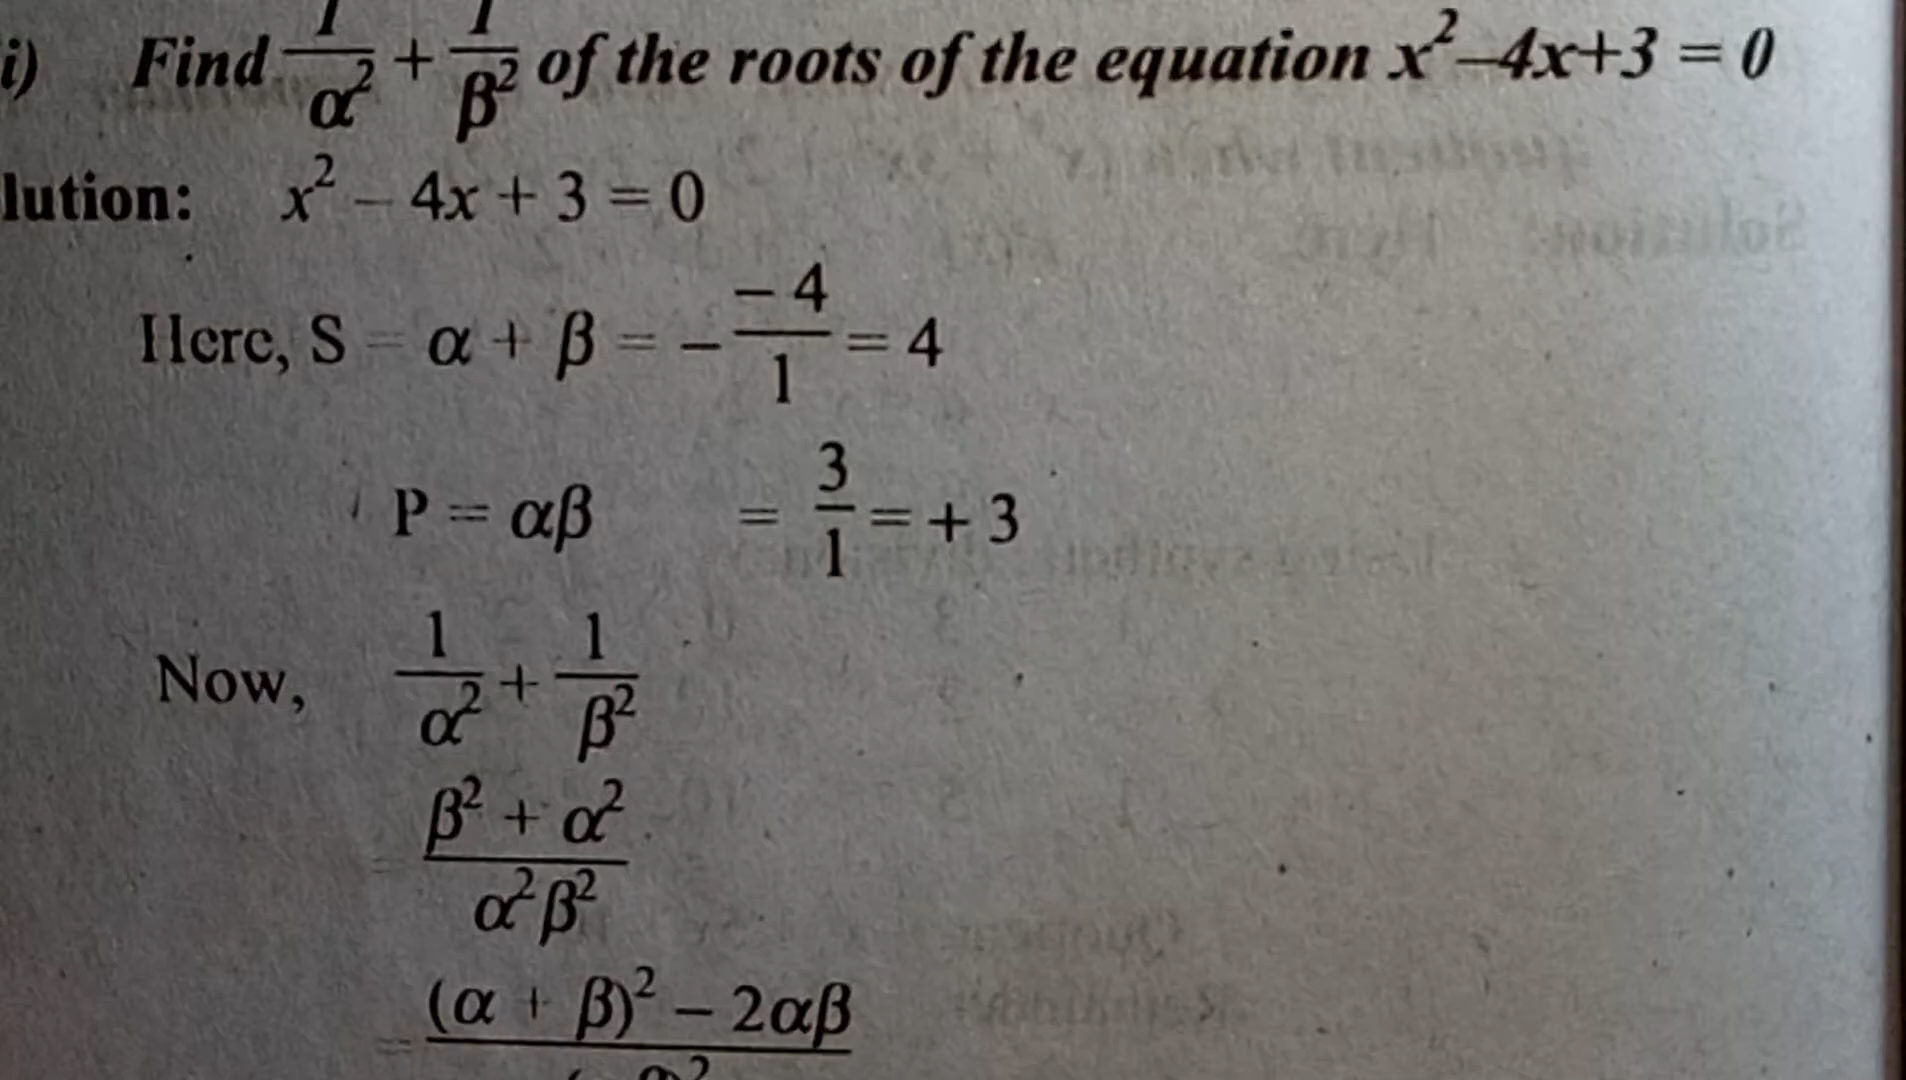 i) Find 1/α² + 1/β² of the roots of the equation x²–4x+3 = 0
lution: x² – 4x + 3 = 0
Here, S = α + β = – –4/1 = 4
P = αβ = 3/1 = + 3
Now, 1/α² + 1/β²
= β² + α² / α²β²
= (α + β)² – 2αβ